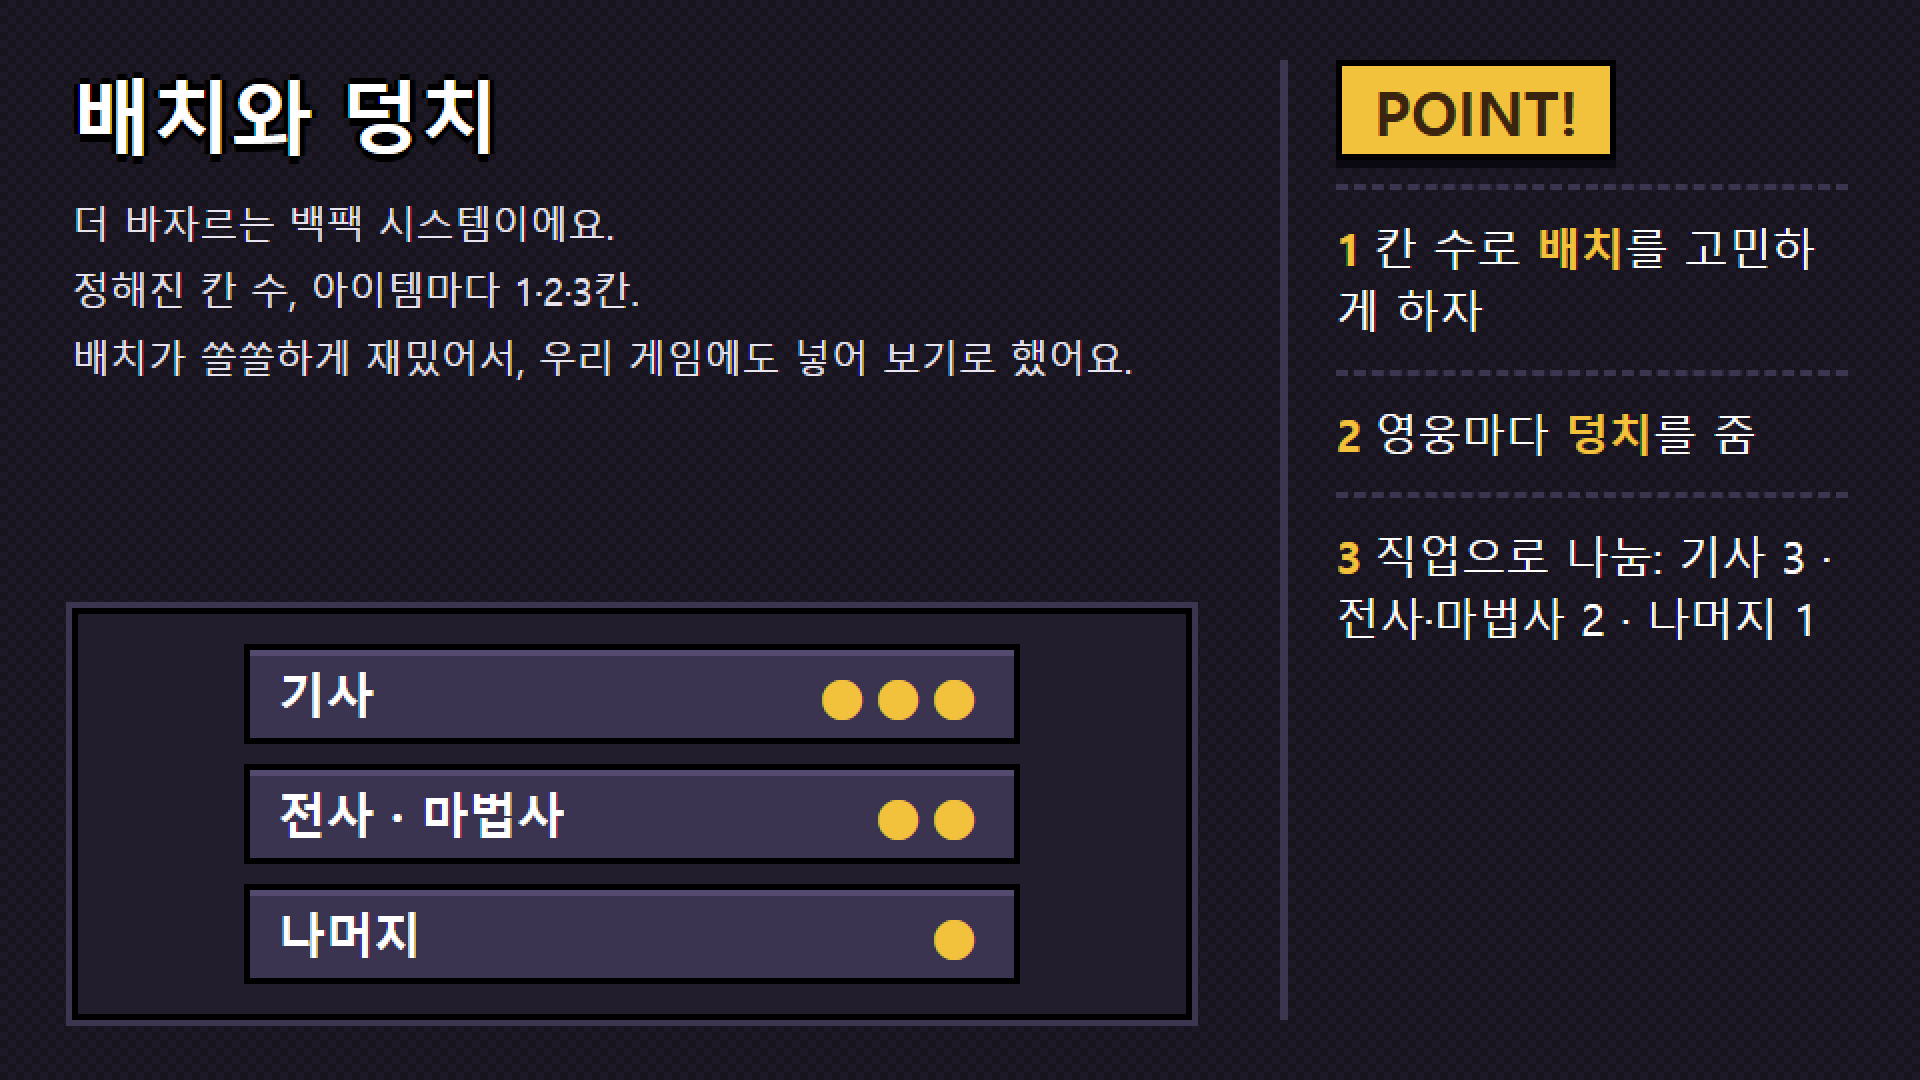 배치와 덩치
더 바자르는 백팩 시스템이에요.
정해진 칸 수, 아이템마다 1·2·3칸.
배치가 쏠쏠하게 재밌어서, 우리 게임에도 넣어 보기로 했어요.
기사
전사 · 마법사
나머지
POINT!
1 칸 수로 배치를 고민하
게 하자
2 영웅마다 덩치를 줌
3 직업으로 나눔: 기사 3 ·
전사·마법사 2 · 나머지 1